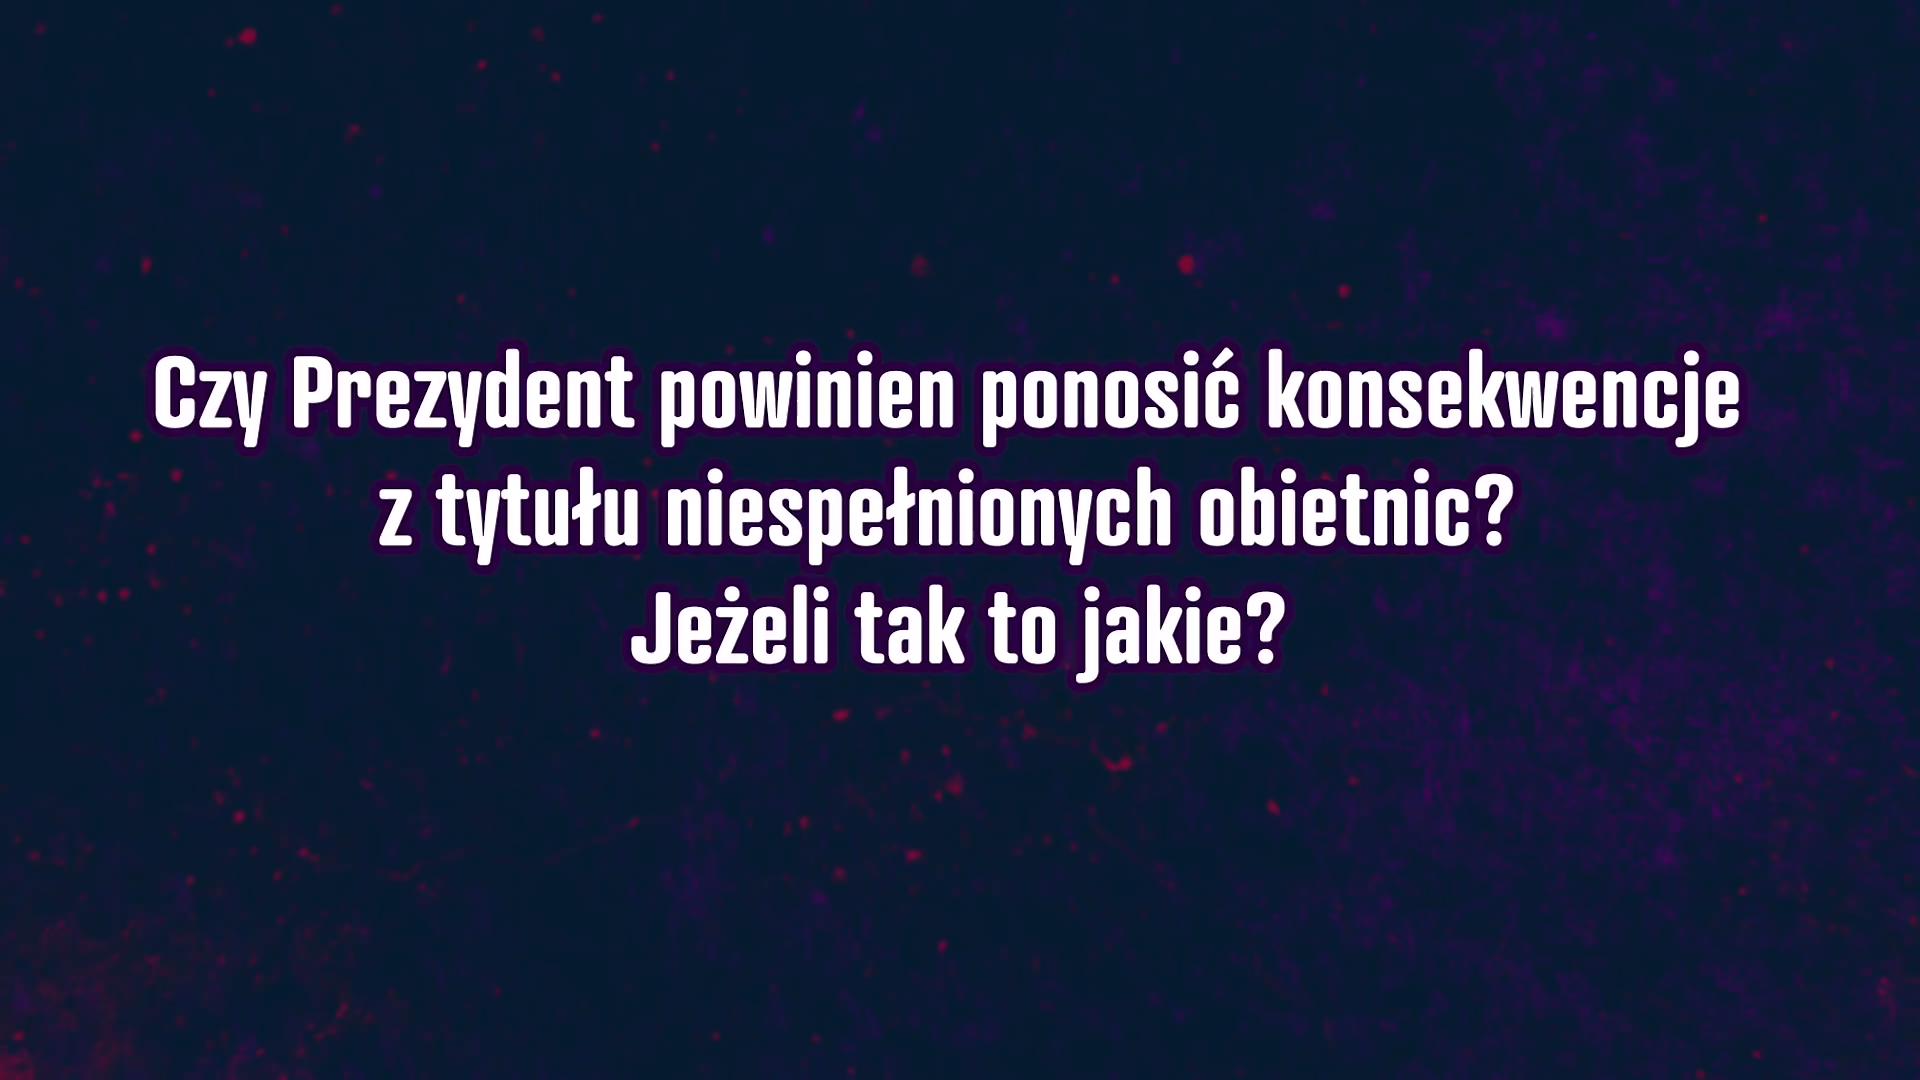 Czy Prezydent powinien ponosić konsekwencje
z tytułu niespełnionych obietnic?
Jeżeli tak to jakie?